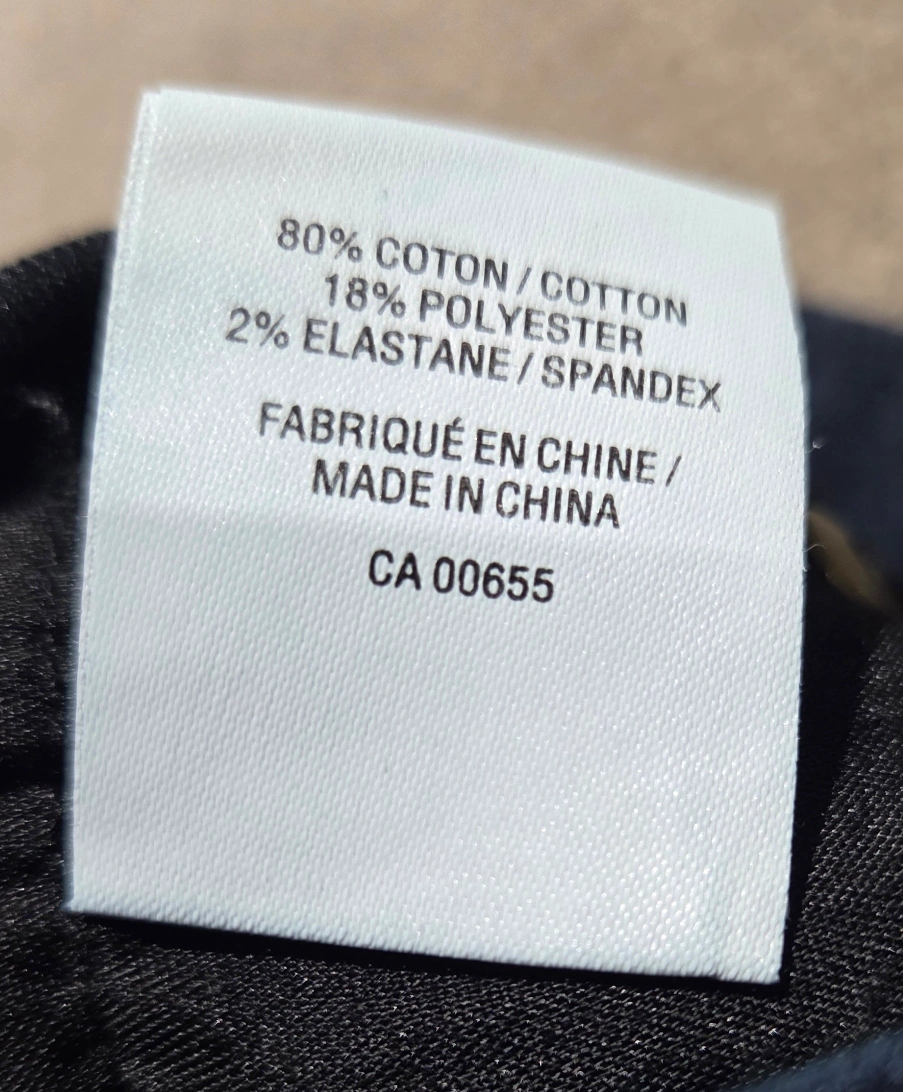 80% COTON / COTTON
18% POLYESTER
2% ELASTANE / SPANDEX
FABRIQUÉ EN CHINE /
MADE IN CHINA
CA 00655